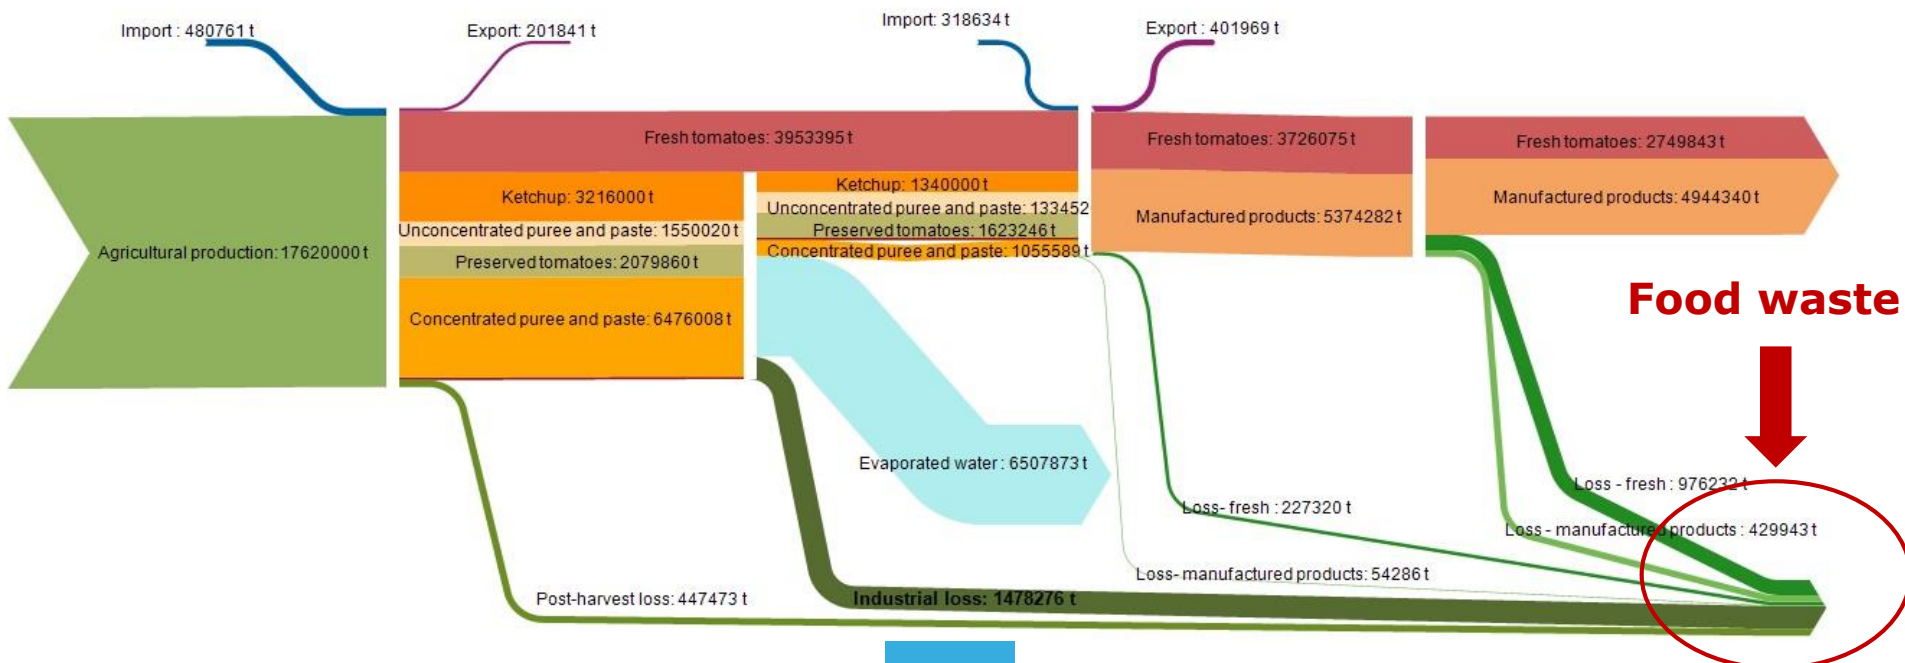 Import : 480761 t
Export: 201841 t
Import: 318634 t
Export : 401969 t
Fresh tomatoes: 3953395 t
Fresh tomatoes: 3726075 t
Fresh tomatoes: 2749843 t
Ketchup: 3216000 t
Ketchup: 1340000 t
Unconcentrated puree and paste: 1550020 t
Unconcentrated puree and paste: 133452
Preserved tomatoes: 2079860 t
Preserved tomatoes: 1623246 t
Concentrated puree and paste: 6476008 t
Concentrated puree and paste: 1055589 t
Manufactured products: 5374282 t
Manufactured products: 4944340 t
Agricultural production: 17620000 t
Food waste
Evaporated water : 6507873 t
Loss - fresh : 976232 t
Loss- fresh : 227320 t
Loss - manufactured products : 429943 t
Loss- manufactured products: 54286 t
Post-harvest loss: 447473 t
Industrial loss: 1478276 t